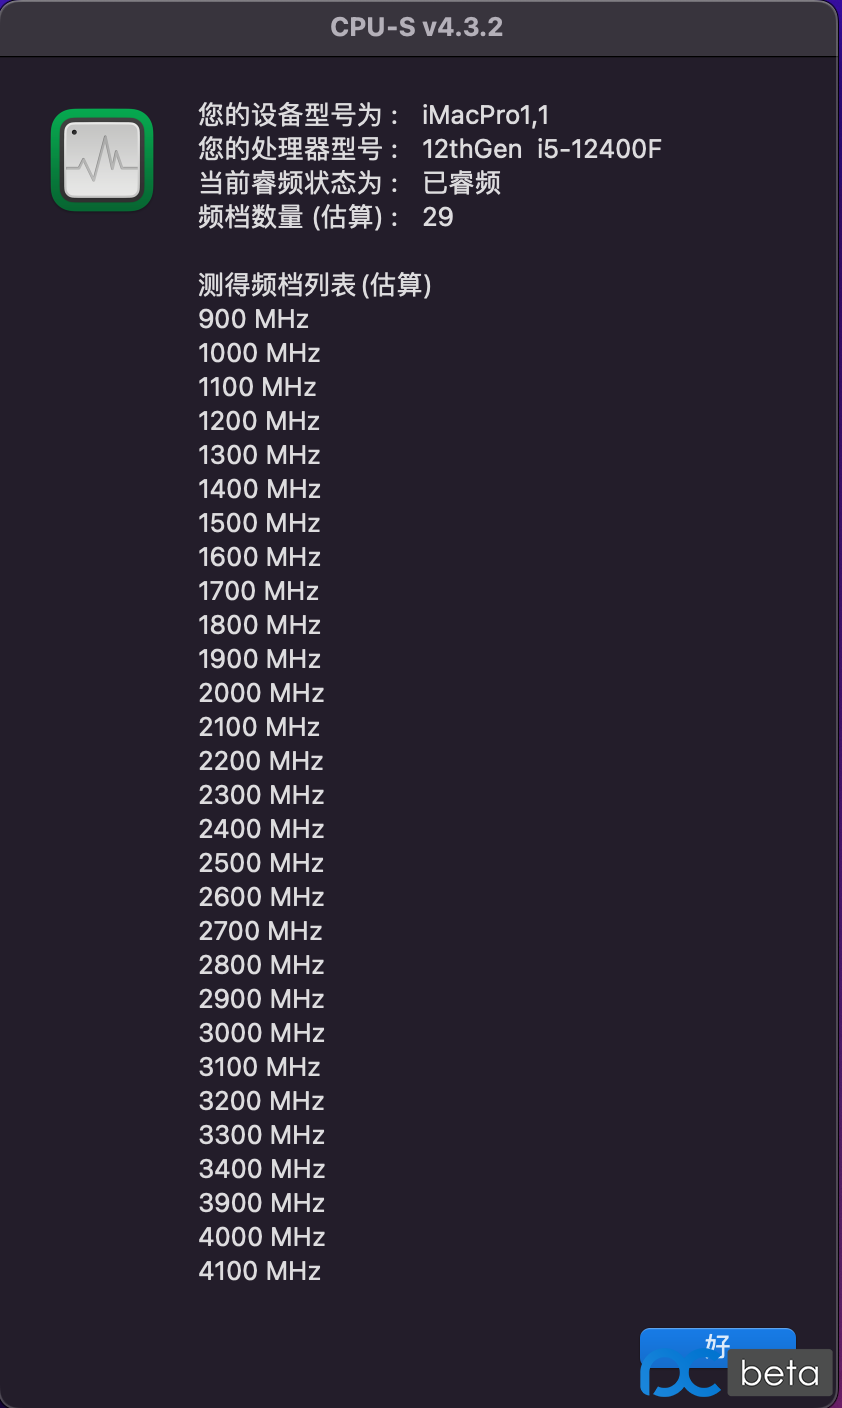 CPU-S v4.3.2
您的设备型号为： iMacPro1,1
您的处理器型号： 12thGen i5-12400F
当前睿频状态为： 已睿频
频档数量 (估算)： 29
测得频档列表 (估算)
900 MHz
1000 MHz
1100 MHz
1200 MHz
1300 MHz
1400 MHz
1500 MHz
1600 MHz
1700 MHz
1800 MHz
1900 MHz
2000 MHz
2100 MHz
2200 MHz
2300 MHz
2400 MHz
2500 MHz
2600 MHz
2700 MHz
2800 MHz
2900 MHz
3000 MHz
3100 MHz
3200 MHz
3300 MHz
3400 MHz
3900 MHz
4000 MHz
4100 MHz
好
pcbeta